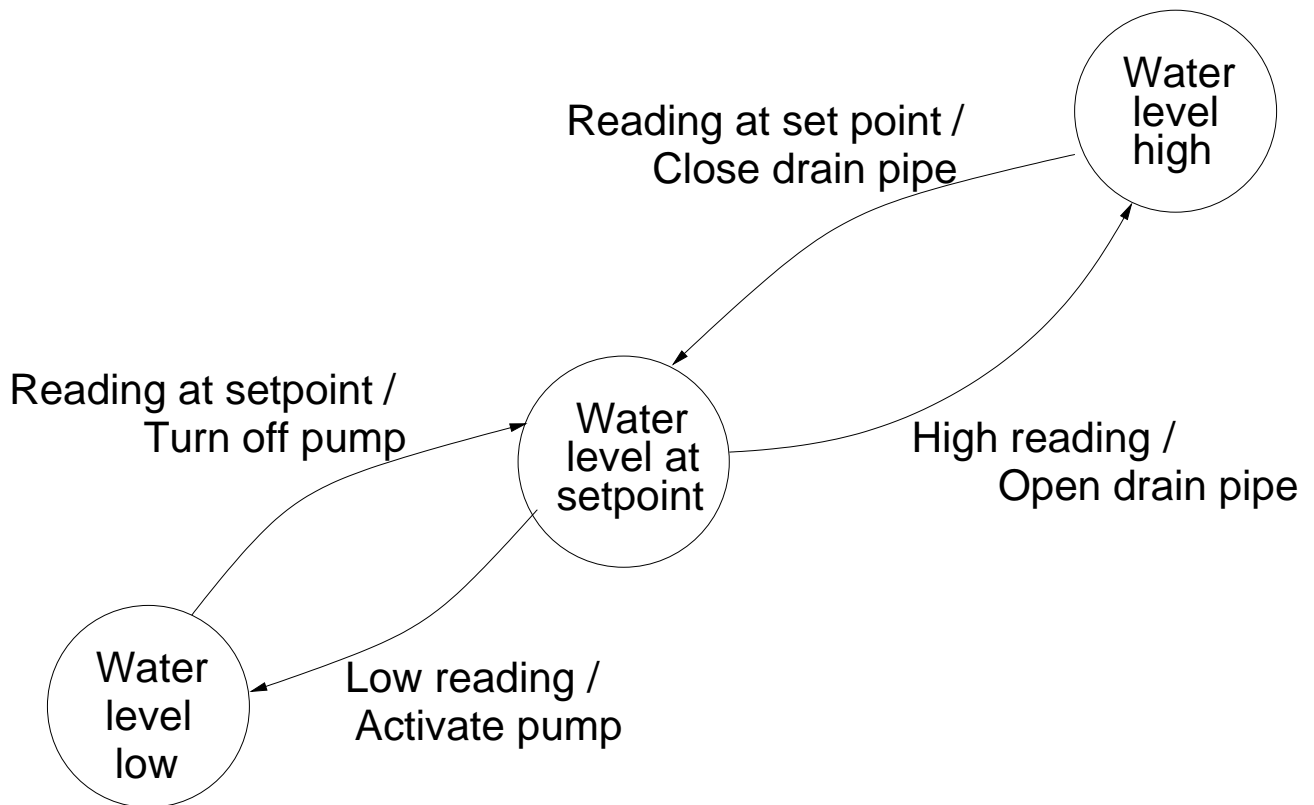 Water
level
high
Reading at set point /
Close drain pipe
Reading at setpoint /
Turn off pump
Water
level at
setpoint
High reading /
Open drain pipe
Water
level
low
Low reading /
Activate pump